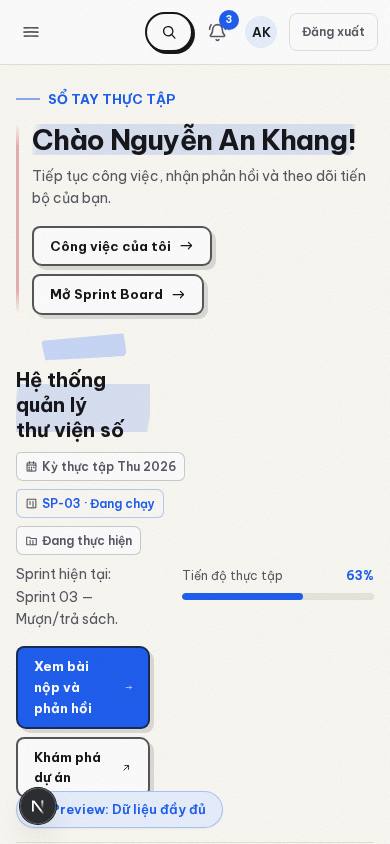 3
AK
Đăng xuất
SỔ TAY THỰC TẬP
Chào Nguyễn An Khang!
Tiếp tục công việc, nhận phản hồi và theo dõi tiến
bộ của bạn.
Công việc của tôi →
Mở Sprint Board →
Hệ thống
quản lý
thư viện số
Kỳ thực tập Thu 2026
SP-03 · Đang chạy
Đang thực hiện
Sprint hiện tại:
Sprint 03 —
Mượn/trả sách.
Tiến độ thực tập 63%
Xem bài
nộp và
phản hồi →
Khám phá
dự án ↗
N
Preview: Dữ liệu đầy đủ